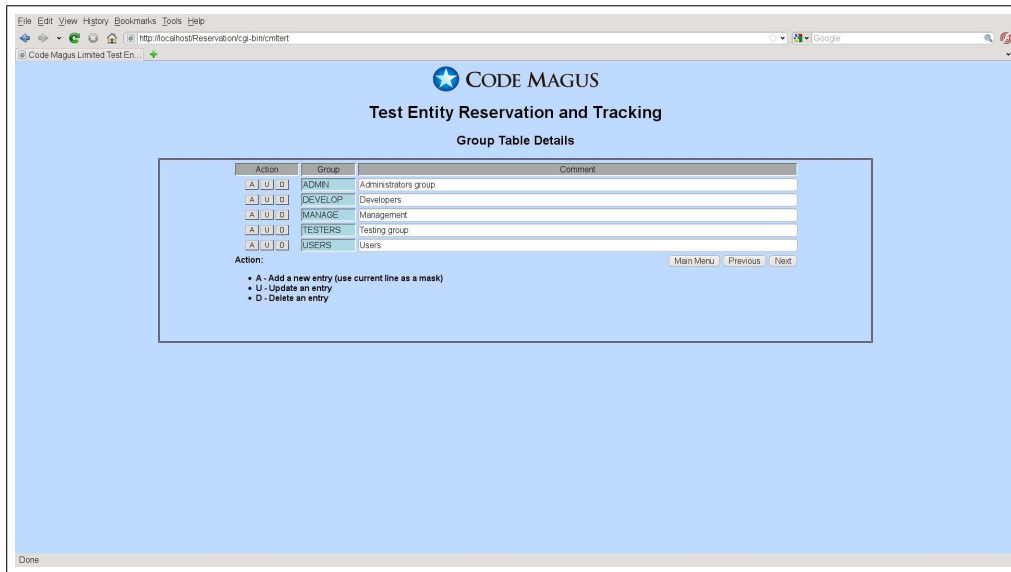 File Edit View History Bookmarks Tools Help
http://localhost/Reservation/cgi-bin/cmltert
Google
Code Magus Limited Test En...
CODE MAGUS
Test Entity Reservation and Tracking
Group Table Details
Action Group Comment
A U D ADMIN Administrators group
A U D DEVELOP Developers
A U D MANAGE Management
A U D TESTERS Testing group
A U D USERS Users
Action: Main Menu Previous Next
• A - Add a new entry (use current line as a mask)
• U - Update an entry
• D - Delete an entry
Done